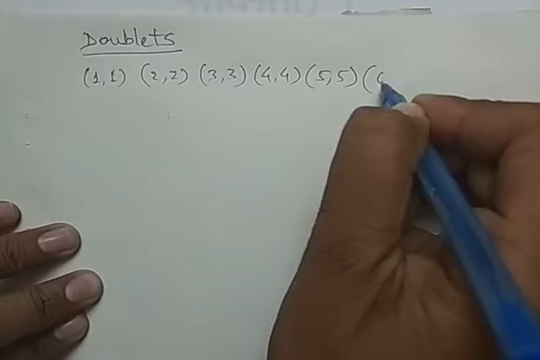 Doublets
(1,1) (2,2) (3,3) (4,4) (5,5) (